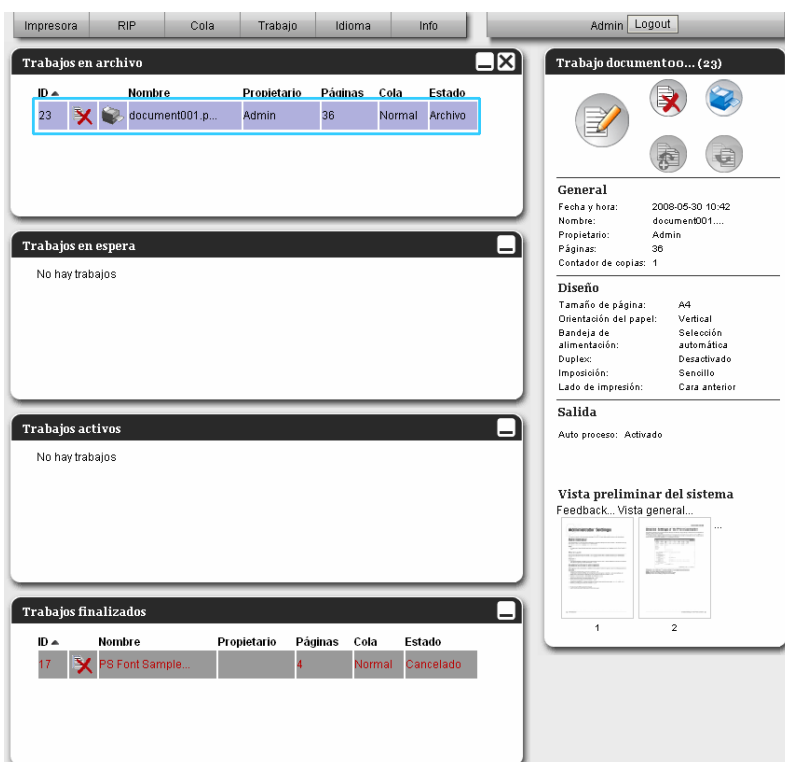 Impresora RIP Cola Trabajo Idioma Info Admin Logout
Trabajos en archivo
ID Nombre Propietario Páginas Cola Estado
23 document001.p... Admin 36 Normal Archivo
Trabajos en espera
No hay trabajos
Trabajos activos
No hay trabajos
Trabajos finalizados
ID Nombre Propietario Páginas Cola Estado
17 PS Font Sample... 4 Normal Cancelado
Trabajo document00... (23)
General
Fecha y hora: 2008-05-30 10:42
Nombre: document001....
Propietario: Admin
Páginas: 36
Contador de copias: 1
Diseño
Tamaño de página: A4
Orientación del papel: Vertical
Bandeja de Selección
alimentación: automática
Duplex: Desactivado
Imposición: Sencillo
Lado de impresión: Cara anterior
Salida
Auto proceso: Activado
Vista preliminar del sistema
Feedback... Vista general...
...
1 2